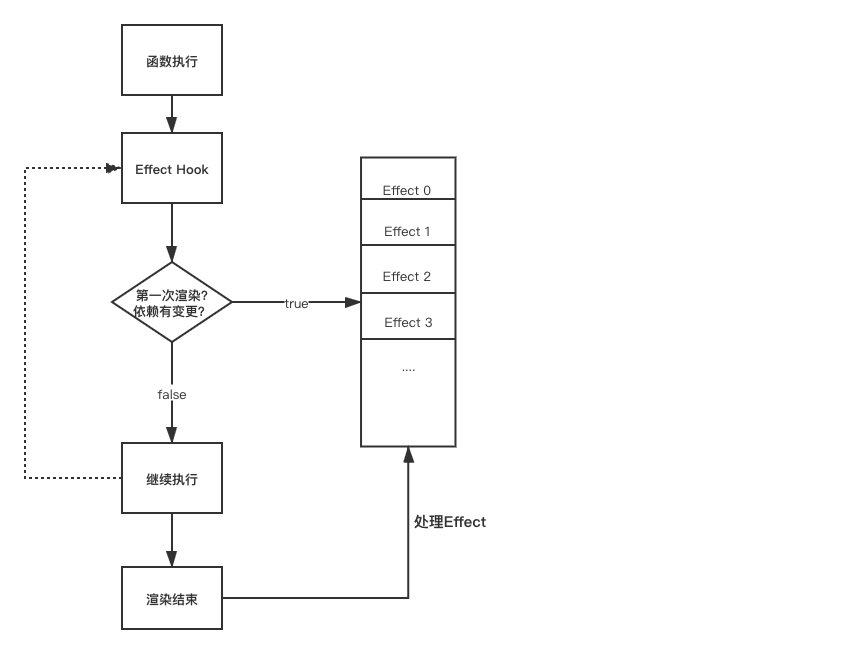 函数执行
Effect Hook
第一次渲染?
依赖有变更?
true
false
继续执行
渲染结束
Effect 0
Effect 1
Effect 2
Effect 3
....
处理Effect